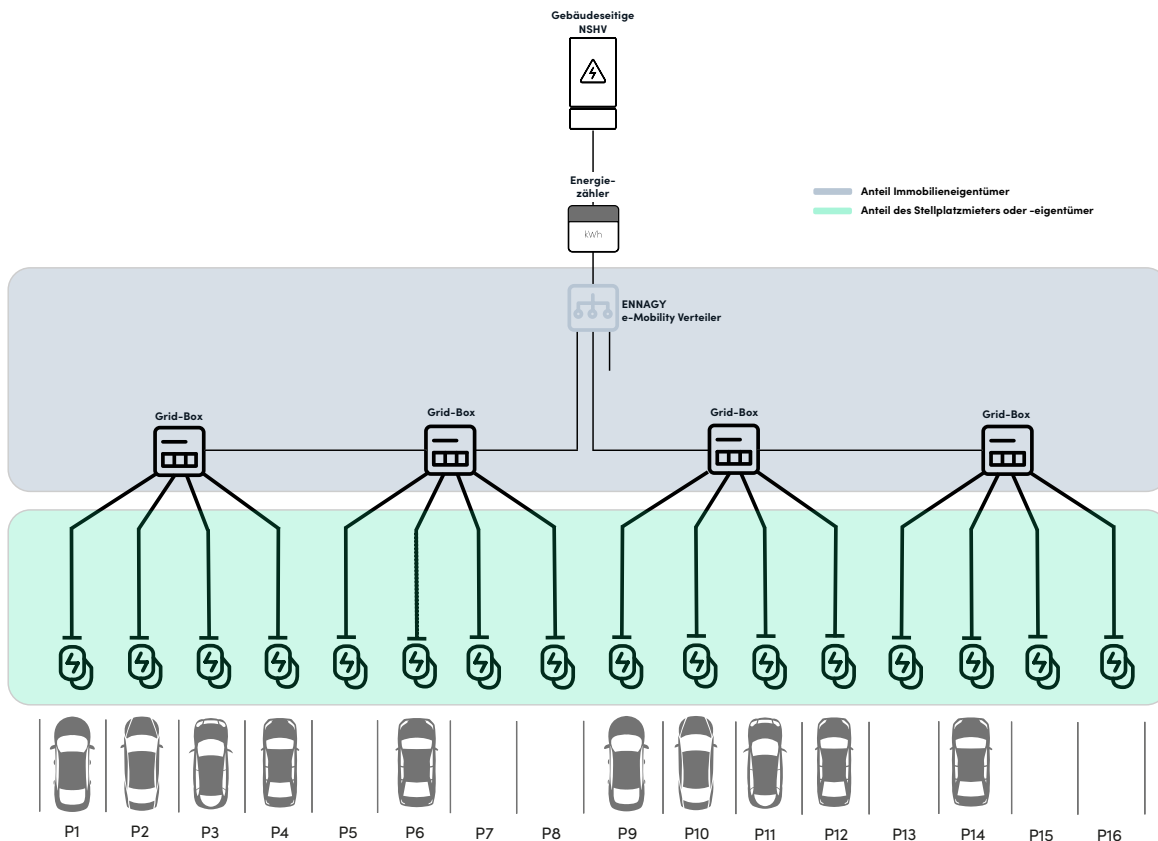 Gebäudeseitige
NSHV
Energie-
zähler
kWh
Anteil Immobilieneigentümer
Anteil des Stellplatzmieters oder -eigentümer
ENNAGY
e-Mobility Verteiler
Grid-Box
Grid-Box
Grid-Box
Grid-Box
P1 P2 P3 P4 P5 P6 P7 P8 P9 P10 P11 P12 P13 P14 P15 P16